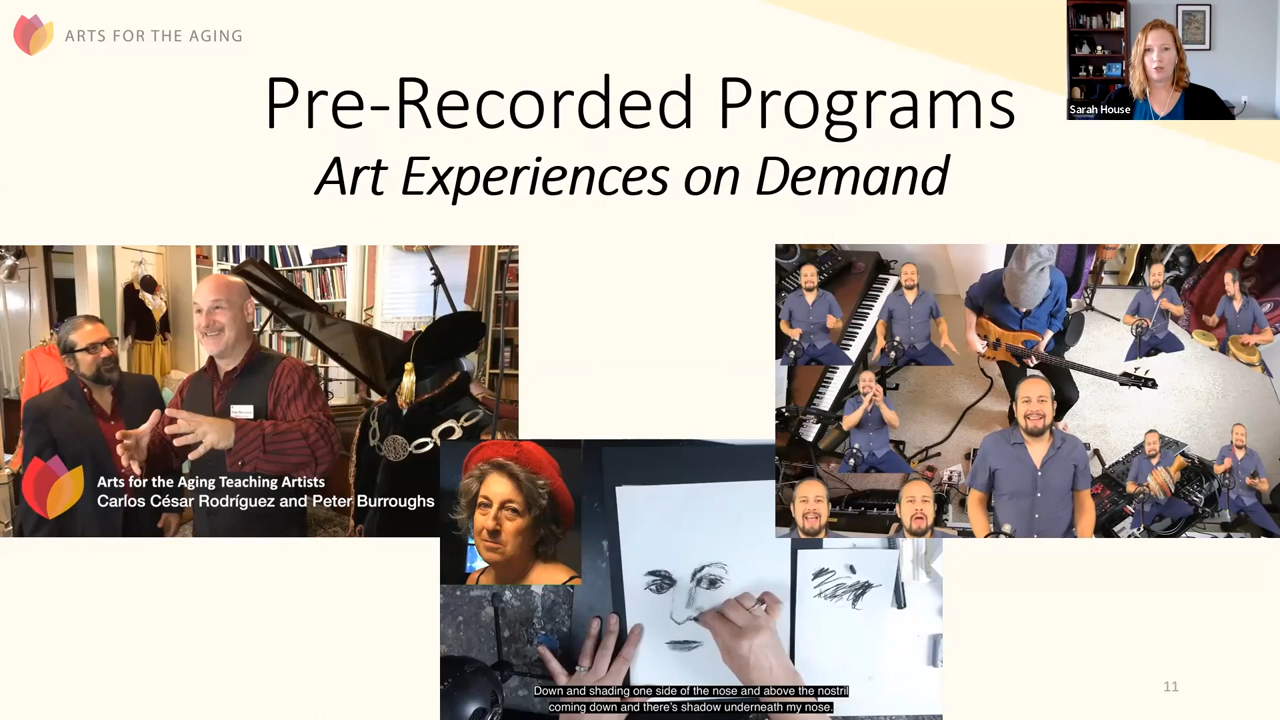 ARTS FOR THE AGING
Sarah House
Pre-Recorded Programs
Art Experiences on Demand
Arts for the Aging Teaching Artists
Carlos César Rodríguez and Peter Burroughs
Down and shading one side of the nose and above the nostril
coming down and there's shadow underneath my nose.
11